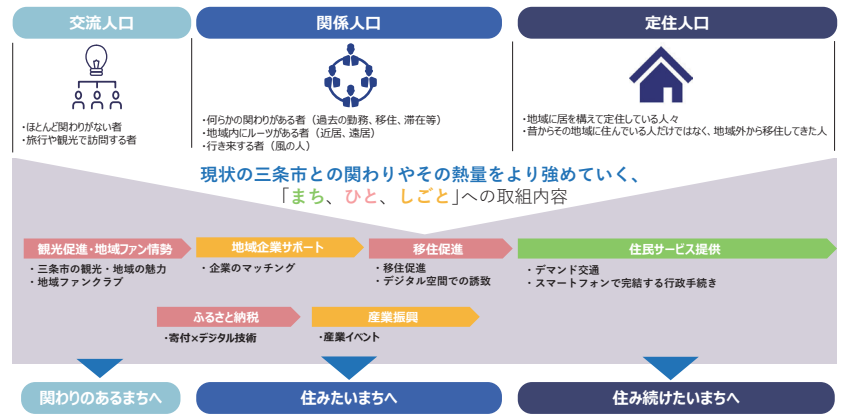 交流人口
関係人口
定住人口
・ほとんど関わりがない者
・旅行や観光で訪問する者
・何らかの関わりがある者（過去の勤務、移住、滞在等）
・地域内にルーツがある者（近居、遠居）
・行き来する者（風の人）
・地域に居を構えて定住している人々
・昔からその地域に住んでいる人だけではなく、地域外から移住してきた人
現状の三条市との関わりやその熱量をより強めていく、
「まち、ひと、しごと」への取組内容
観光促進・地域ファン情勢
・三条市の観光・地域の魅力
・地域ファンクラブ
地域企業サポート
・企業のマッチング
移住促進
・移住促進
・デジタル空間での誘致
住民サービス提供
・デマンド交通
・スマートフォンで完結する行政手続き
ふるさと納税
・寄付×デジタル技術
産業振興
・産業イベント
関わりのあるまちへ
住みたいまちへ
住み続けたいまちへ